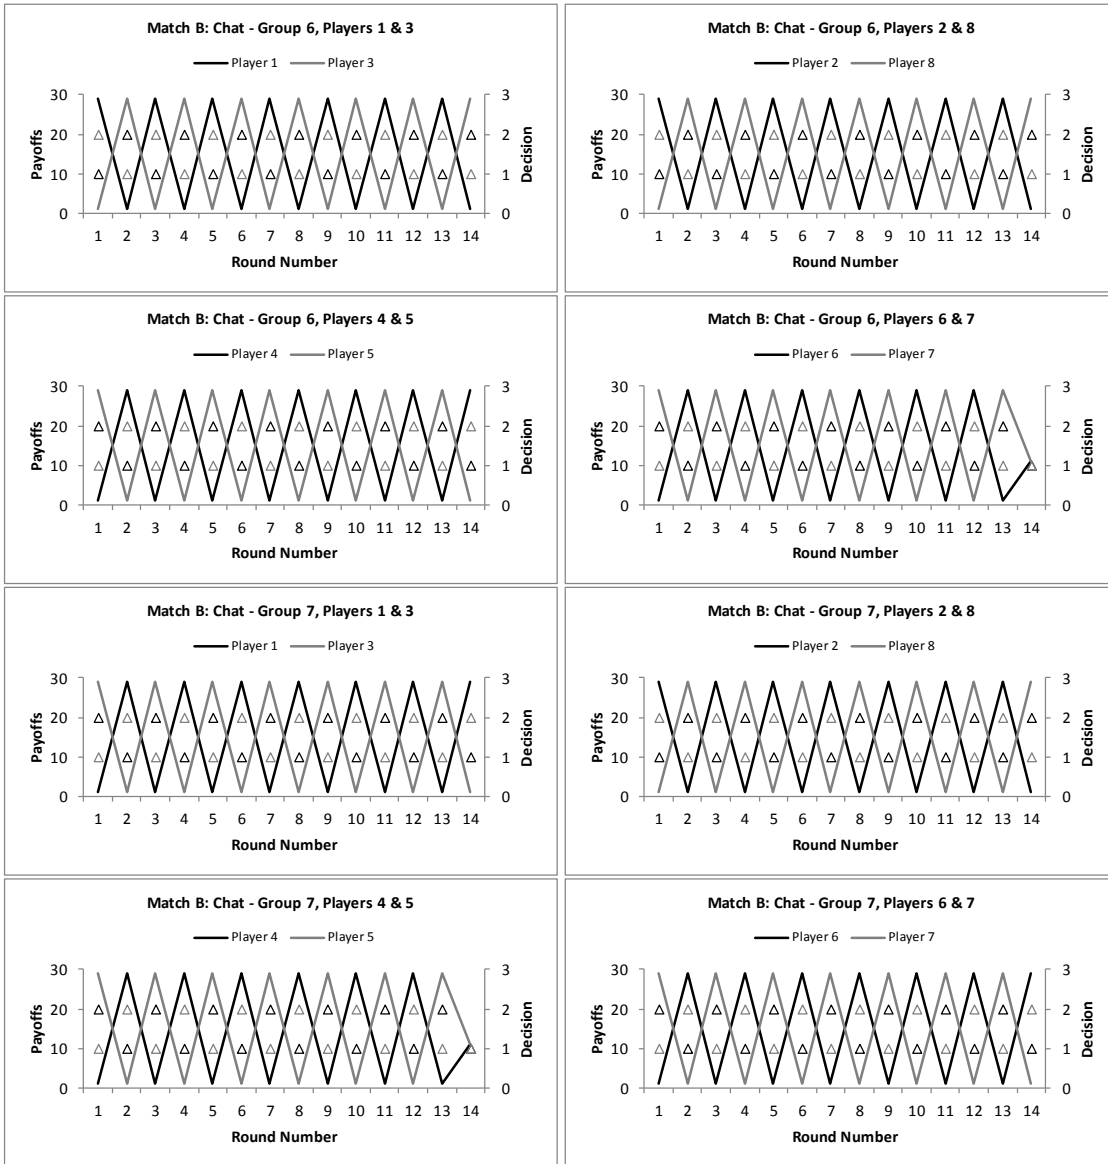 Match B: Chat - Group 6, Players 1 & 3
Player 1 Player 3
30 3
20 2
10 1
0 0
Payoffs
Decision
1 2 3 4 5 6 7 8 9 10 11 12 13 14
Round Number
Match B: Chat - Group 6, Players 2 & 8
Player 2 Player 8
30 3
20 2
10 1
0 0
Payoffs
Decision
1 2 3 4 5 6 7 8 9 10 11 12 13 14
Round Number
Match B: Chat - Group 6, Players 4 & 5
Player 4 Player 5
30 3
20 2
10 1
0 0
Payoffs
Decision
1 2 3 4 5 6 7 8 9 10 11 12 13 14
Round Number
Match B: Chat - Group 6, Players 6 & 7
Player 6 Player 7
30 3
20 2
10 1
0 0
Payoffs
Decision
1 2 3 4 5 6 7 8 9 10 11 12 13 14
Round Number
Match B: Chat - Group 7, Players 1 & 3
Player 1 Player 3
30 3
20 2
10 1
0 0
Payoffs
Decision
1 2 3 4 5 6 7 8 9 10 11 12 13 14
Round Number
Match B: Chat - Group 7, Players 2 & 8
Player 2 Player 8
30 3
20 2
10 1
0 0
Payoffs
Decision
1 2 3 4 5 6 7 8 9 10 11 12 13 14
Round Number
Match B: Chat - Group 7, Players 4 & 5
Player 4 Player 5
30 3
20 2
10 1
0 0
Payoffs
Decision
1 2 3 4 5 6 7 8 9 10 11 12 13 14
Round Number
Match B: Chat - Group 7, Players 6 & 7
Player 6 Player 7
30 3
20 2
10 1
0 0
Payoffs
Decision
1 2 3 4 5 6 7 8 9 10 11 12 13 14
Round Number